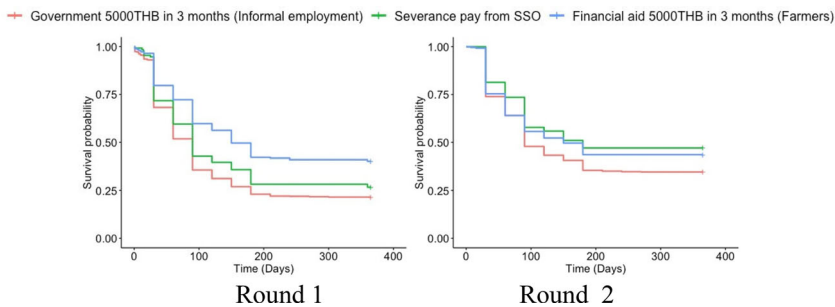 Government 5000THB in 3 months (Informal employment) Severance pay from SSO Financial aid 5000THB in 3 months (Farmers)
1.00
0.75
0.50
0.25
0.00
Survival probability
0 100 200 300 400
Time (Days)
Round 1
1.00
0.75
0.50
0.25
0.00
Survival probability
0 100 200 300 400
Time (Days)
Round 2